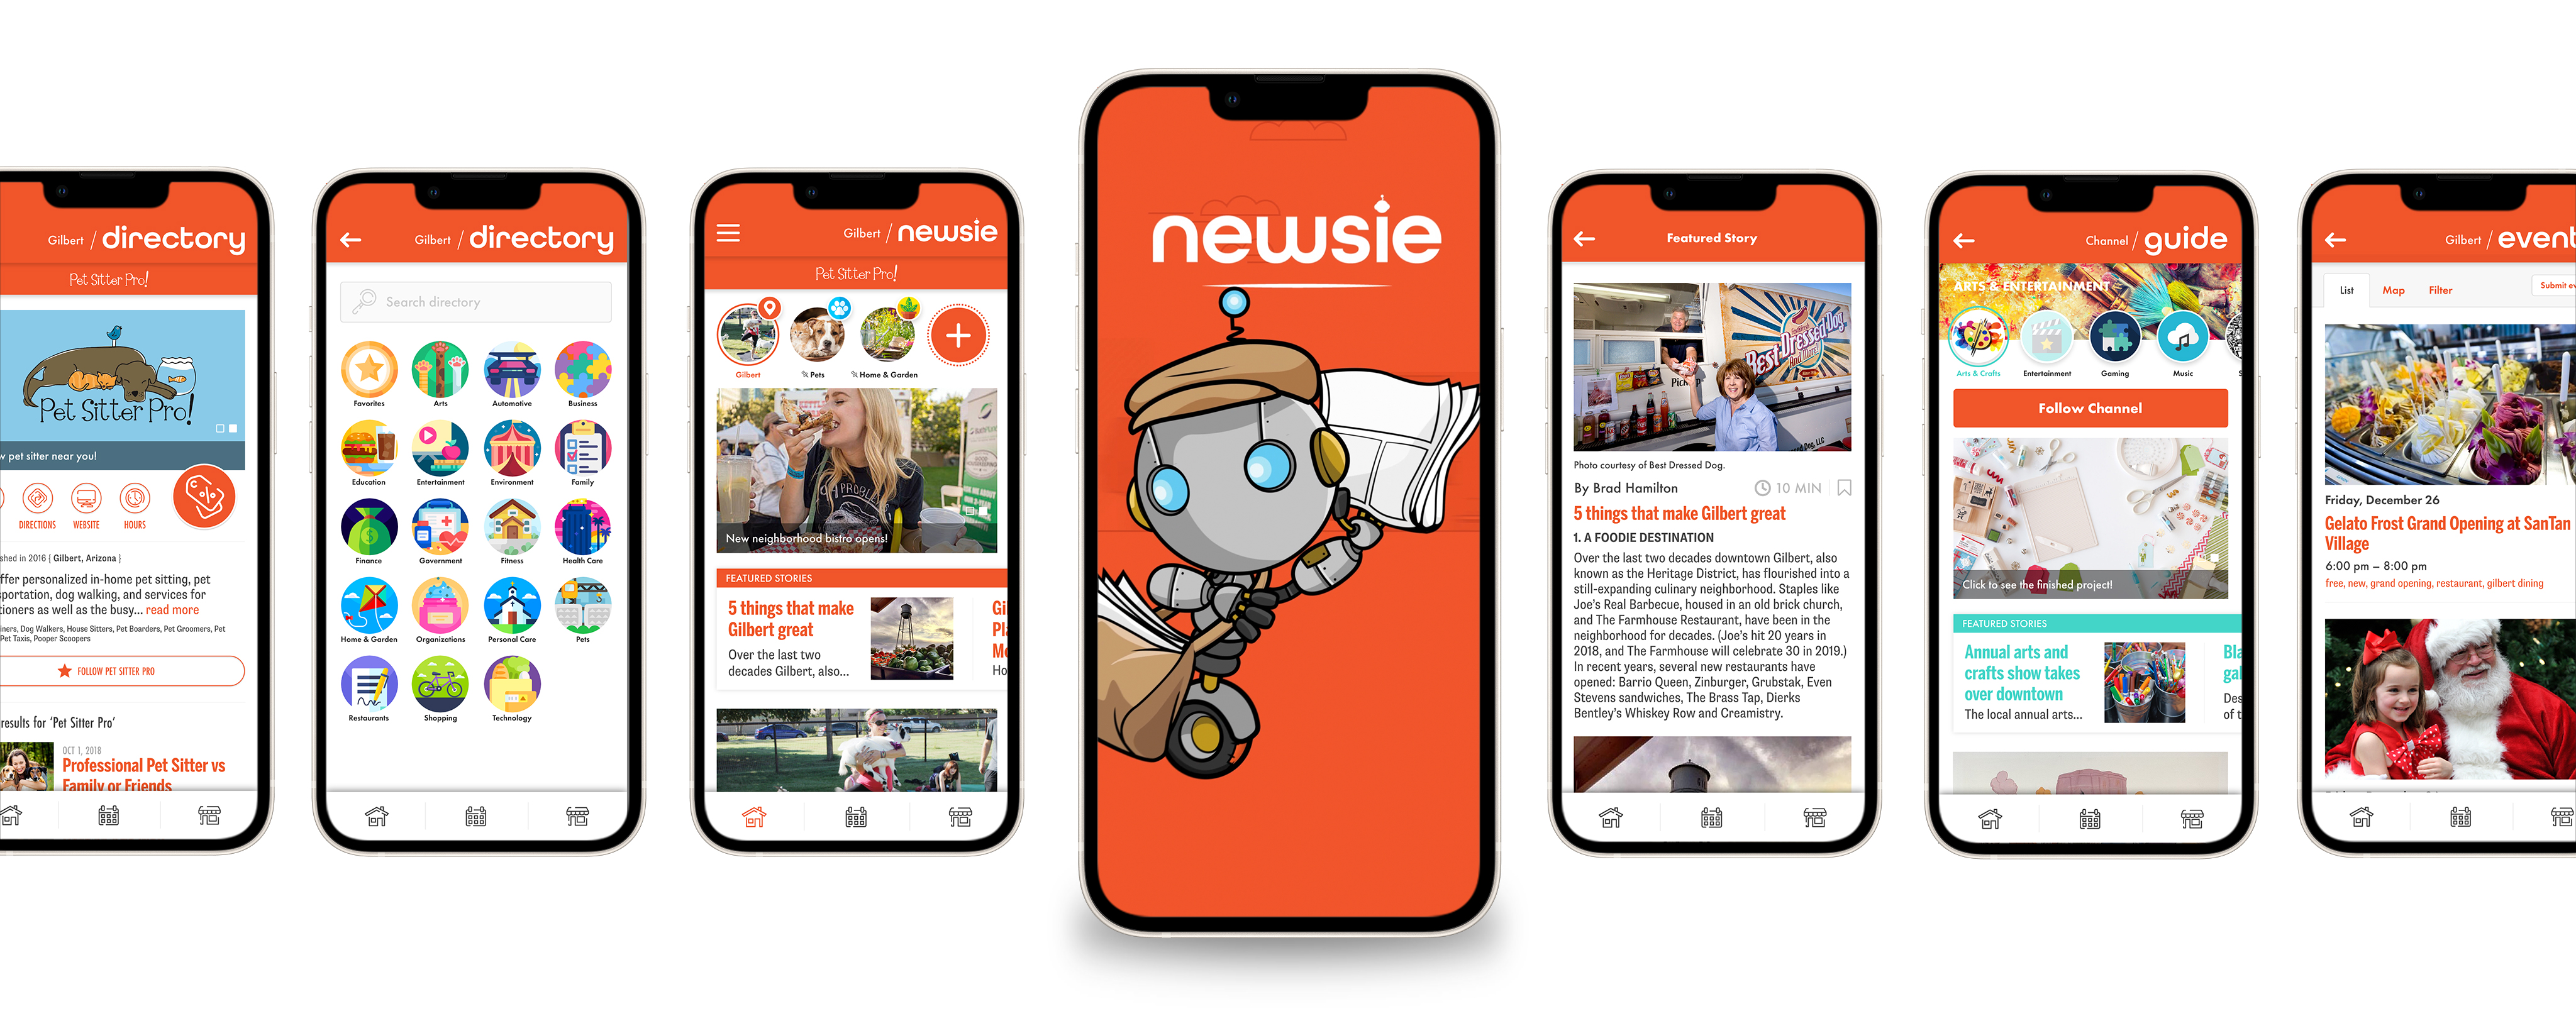 Gilbert / directory
Pet Sitter Pro!
Pet Sitter Pro!
pet sitter near you!
DIRECTIONS WEBSITE HOURS
shed in 2016 { Gilbert, Arizona }
ffer personalized in-home pet sitting, pet
sportation, dog walking, and services for
tioners as well as the busy... read more
iners, Dog Walkers, House Sitters, Pet Boarders, Pet Groomers, Pet
Pet Taxis, Pooper Scoopers
FOLLOW PET SITTER PRO
results for 'Pet Sitter Pro'
OCT 1, 2018
Professional Pet Sitter vs
Family or Friends
Gilbert / directory
Search directory
Favorites Arts Automotive Business
Education Entertainment Environment Family
Finance Government Fitness Health Care
Home & Garden Organizations Personal Care Pets
Restaurants Shopping Technology
Gilbert / newsie
Pet Sitter Pro!
Gilbert Pets Home & Garden
New neighborhood bistro opens!
FEATURED STORIES
5 things that make
Gilbert great
Over the last two
decades Gilbert, also...
Gi
Pl
M
Ho
newsie
Featured Story
Best Dressed Dog
And More!
Photo courtesy of Best Dressed Dog.
By Brad Hamilton 10 MIN
5 things that make Gilbert great
1. A FOODIE DESTINATION
Over the last two decades downtown Gilbert, also
known as the Heritage District, has flourished into a
still-expanding culinary neighborhood. Staples like
Joe's Real Barbecue, housed in an old brick church,
and The Farmhouse Restaurant, have been in the
neighborhood for decades. (Joe's hit 20 years in
2018, and The Farmhouse will celebrate 30 in 2019.)
In recent years, several new restaurants have
opened: Barrio Queen, Zinburger, Grubstak, Even
Stevens sandwiches, The Brass Tap, Dierks
Bentley's Whiskey Row and Creamistry.
Channel / guide
ARTS & ENTERTAINMENT
Arts & Crafts Entertainment Gaming Music S
Follow Channel
Click to see the finished project!
FEATURED STORIES
Annual arts and
crafts show takes
over downtown
The local annual arts...
Bla
gal
Des
of t
Gilbert / event
List Map Filter Submit ev
Friday, December 26
Gelato Frost Grand Opening at SanTan
Village
6:00 pm – 8:00 pm
free, new, grand opening, restaurant, gilbert dining